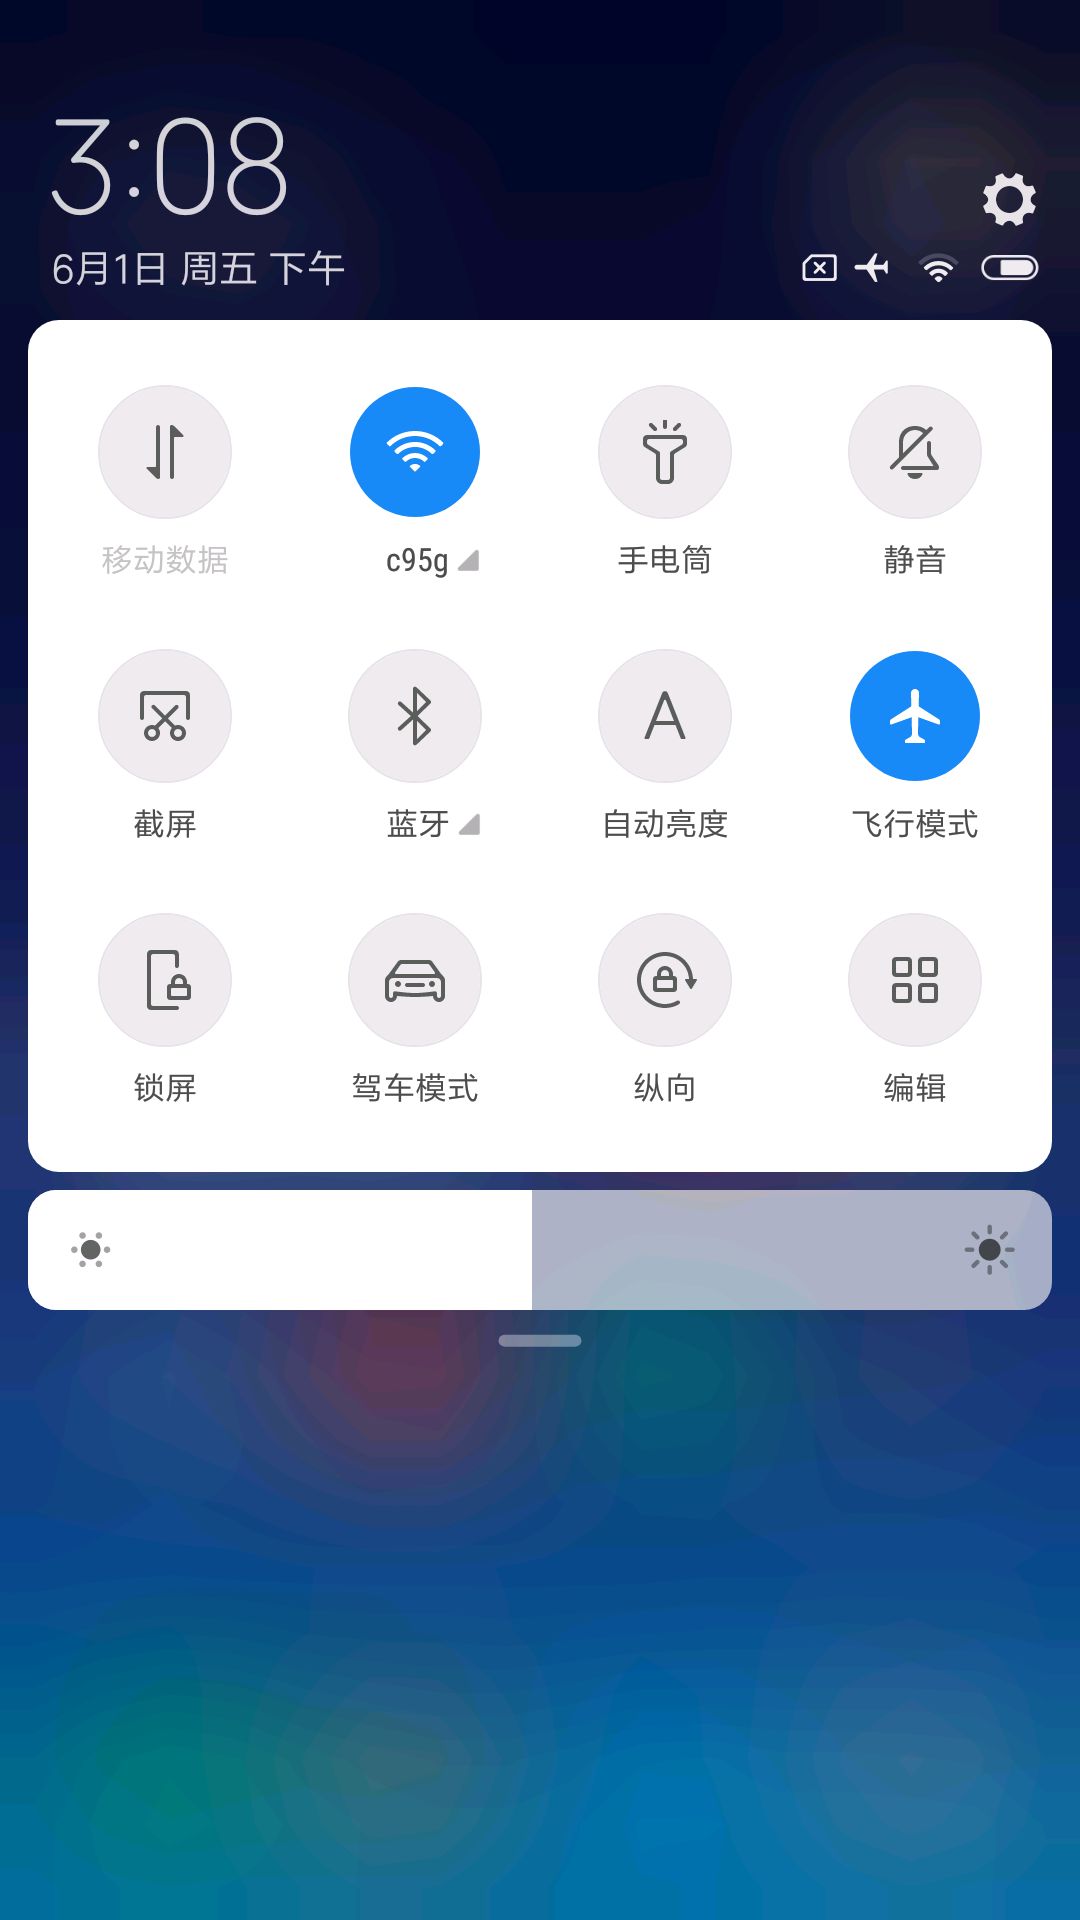 3:08
6月1日 周五 下午
移动数据
c95g
手电筒
静音
截屏
蓝牙
A
自动亮度
飞行模式
锁屏
驾车模式
纵向
编辑